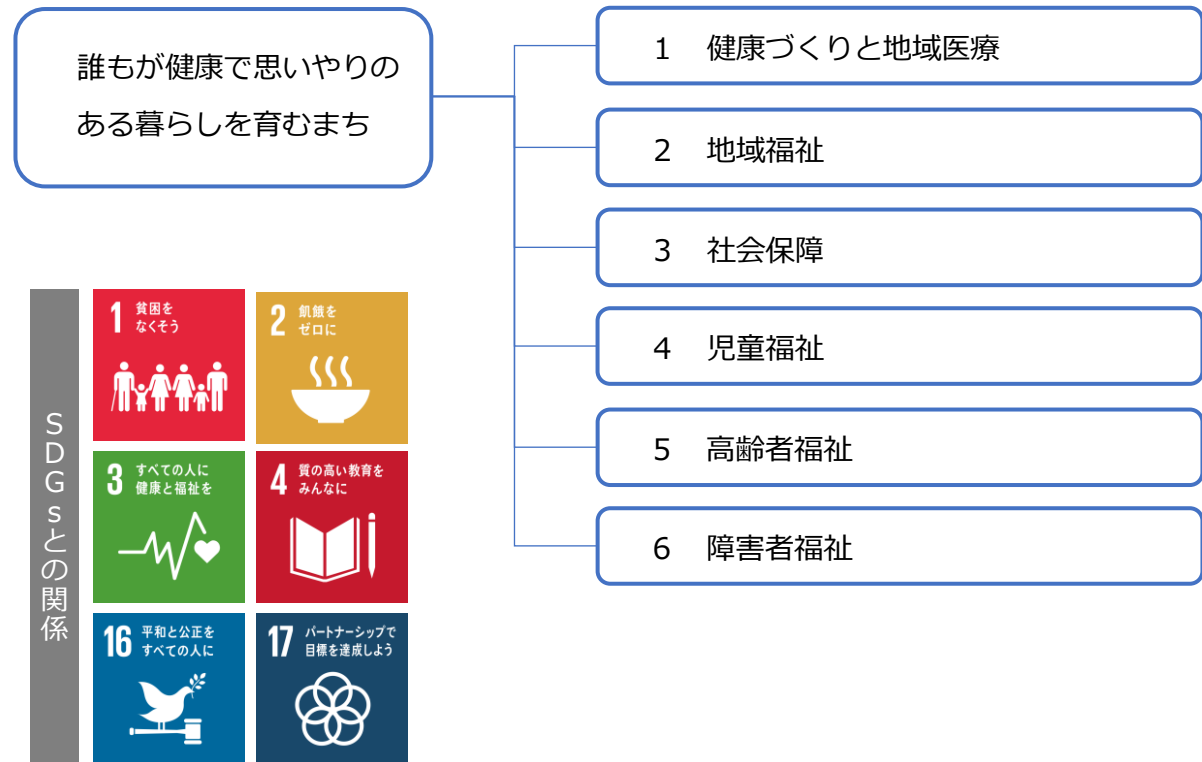 誰もが健康で思いやりの
ある暮らしを育むまち
1 健康づくりと地域医療
2 地域福祉
3 社会保障
4 児童福祉
5 高齢者福祉
6 障害者福祉
SDGsとの関係
1 貧困を
なくそう
2 飢餓を
ゼロに
3 すべての人に
健康と福祉を
4 質の高い教育を
みんなに
16 平和と公正を
すべての人に
17 パートナーシップで
目標を達成しよう